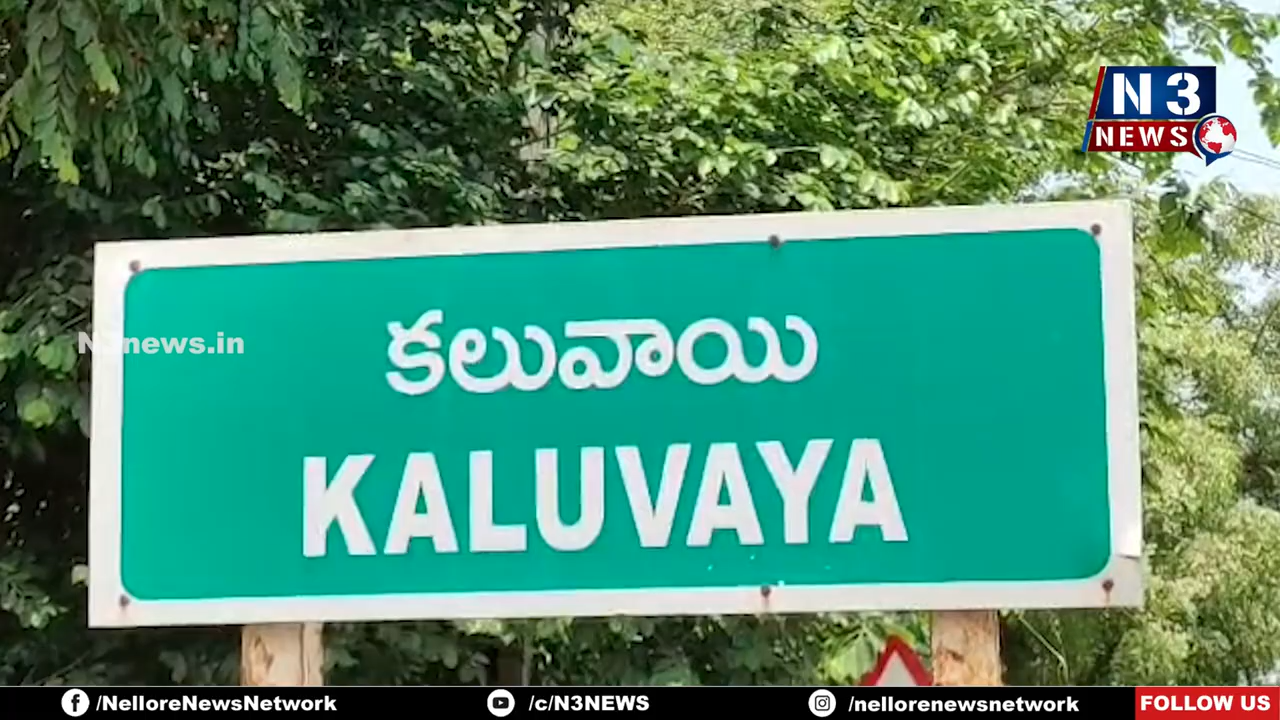 N3
NEWS
N3news.in
కలువాయి
KALUVAYA
/NelloreNewsNetwork
/c/N3NEWS
/nellorenewsnetwork
FOLLOW US